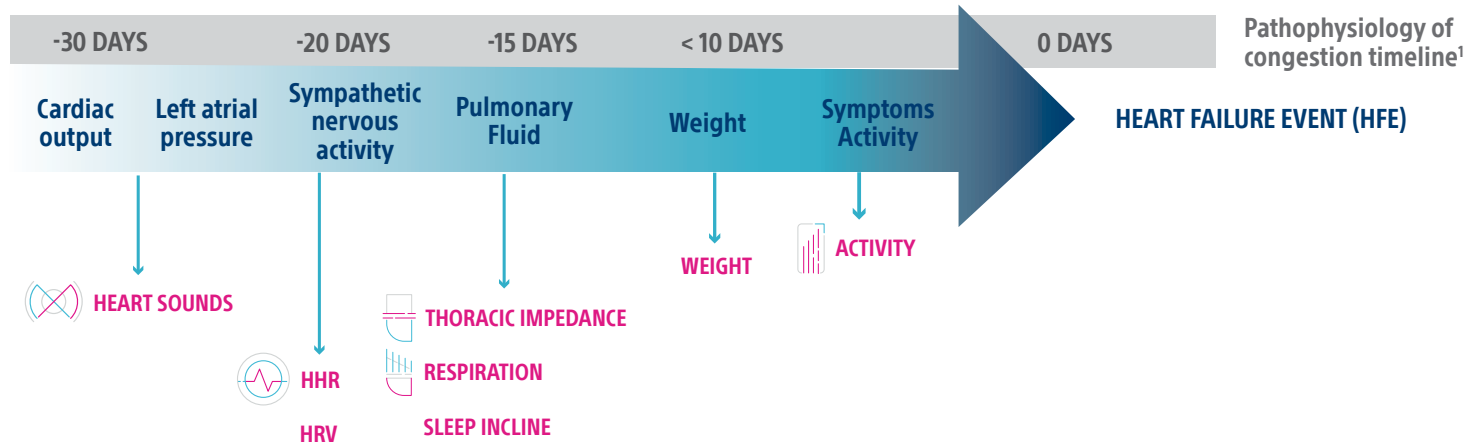 -30 DAYS
-20 DAYS
-15 DAYS
< 10 DAYS
0 DAYS
Pathophysiology of
congestion timeline¹
Cardiac
output
Left atrial
pressure
Sympathetic
nervous
activity
Pulmonary
Fluid
Weight
Symptoms
Activity
HEART FAILURE EVENT (HFE)
HEART SOUNDS
HHR
HRV
THORACIC IMPEDANCE
RESPIRATION
SLEEP INCLINE
WEIGHT
ACTIVITY